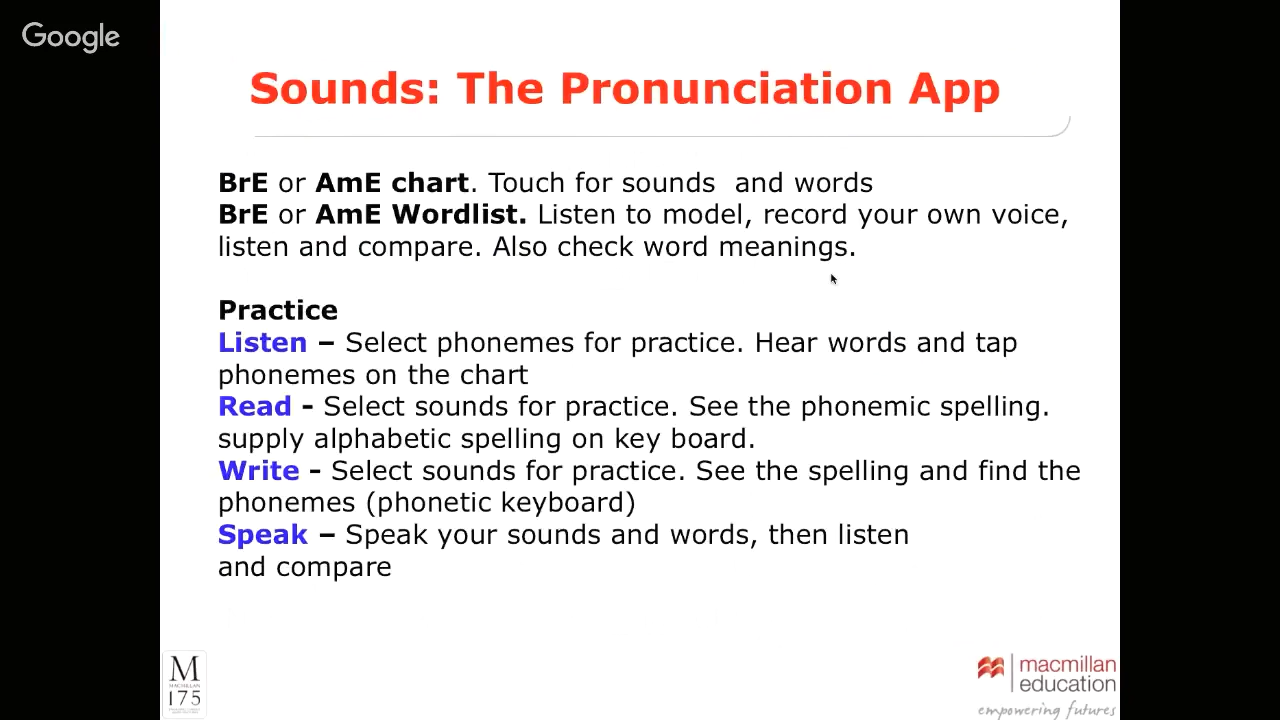 Google
Sounds: The Pronunciation App
BrE or AmE chart. Touch for sounds  and words
BrE or AmE Wordlist. Listen to model, record your own voice,
listen and compare. Also check word meanings.
Practice
Listen – Select phonemes for practice. Hear words and tap
phonemes on the chart
Read - Select sounds for practice. See the phonemic spelling.
supply alphabetic spelling on key board.
Write - Select sounds for practice. See the spelling and find the
phonemes (phonetic keyboard)
Speak – Speak your sounds and words, then listen
and compare
M
MACMILLAN
175
macmillan
education
empowering futures